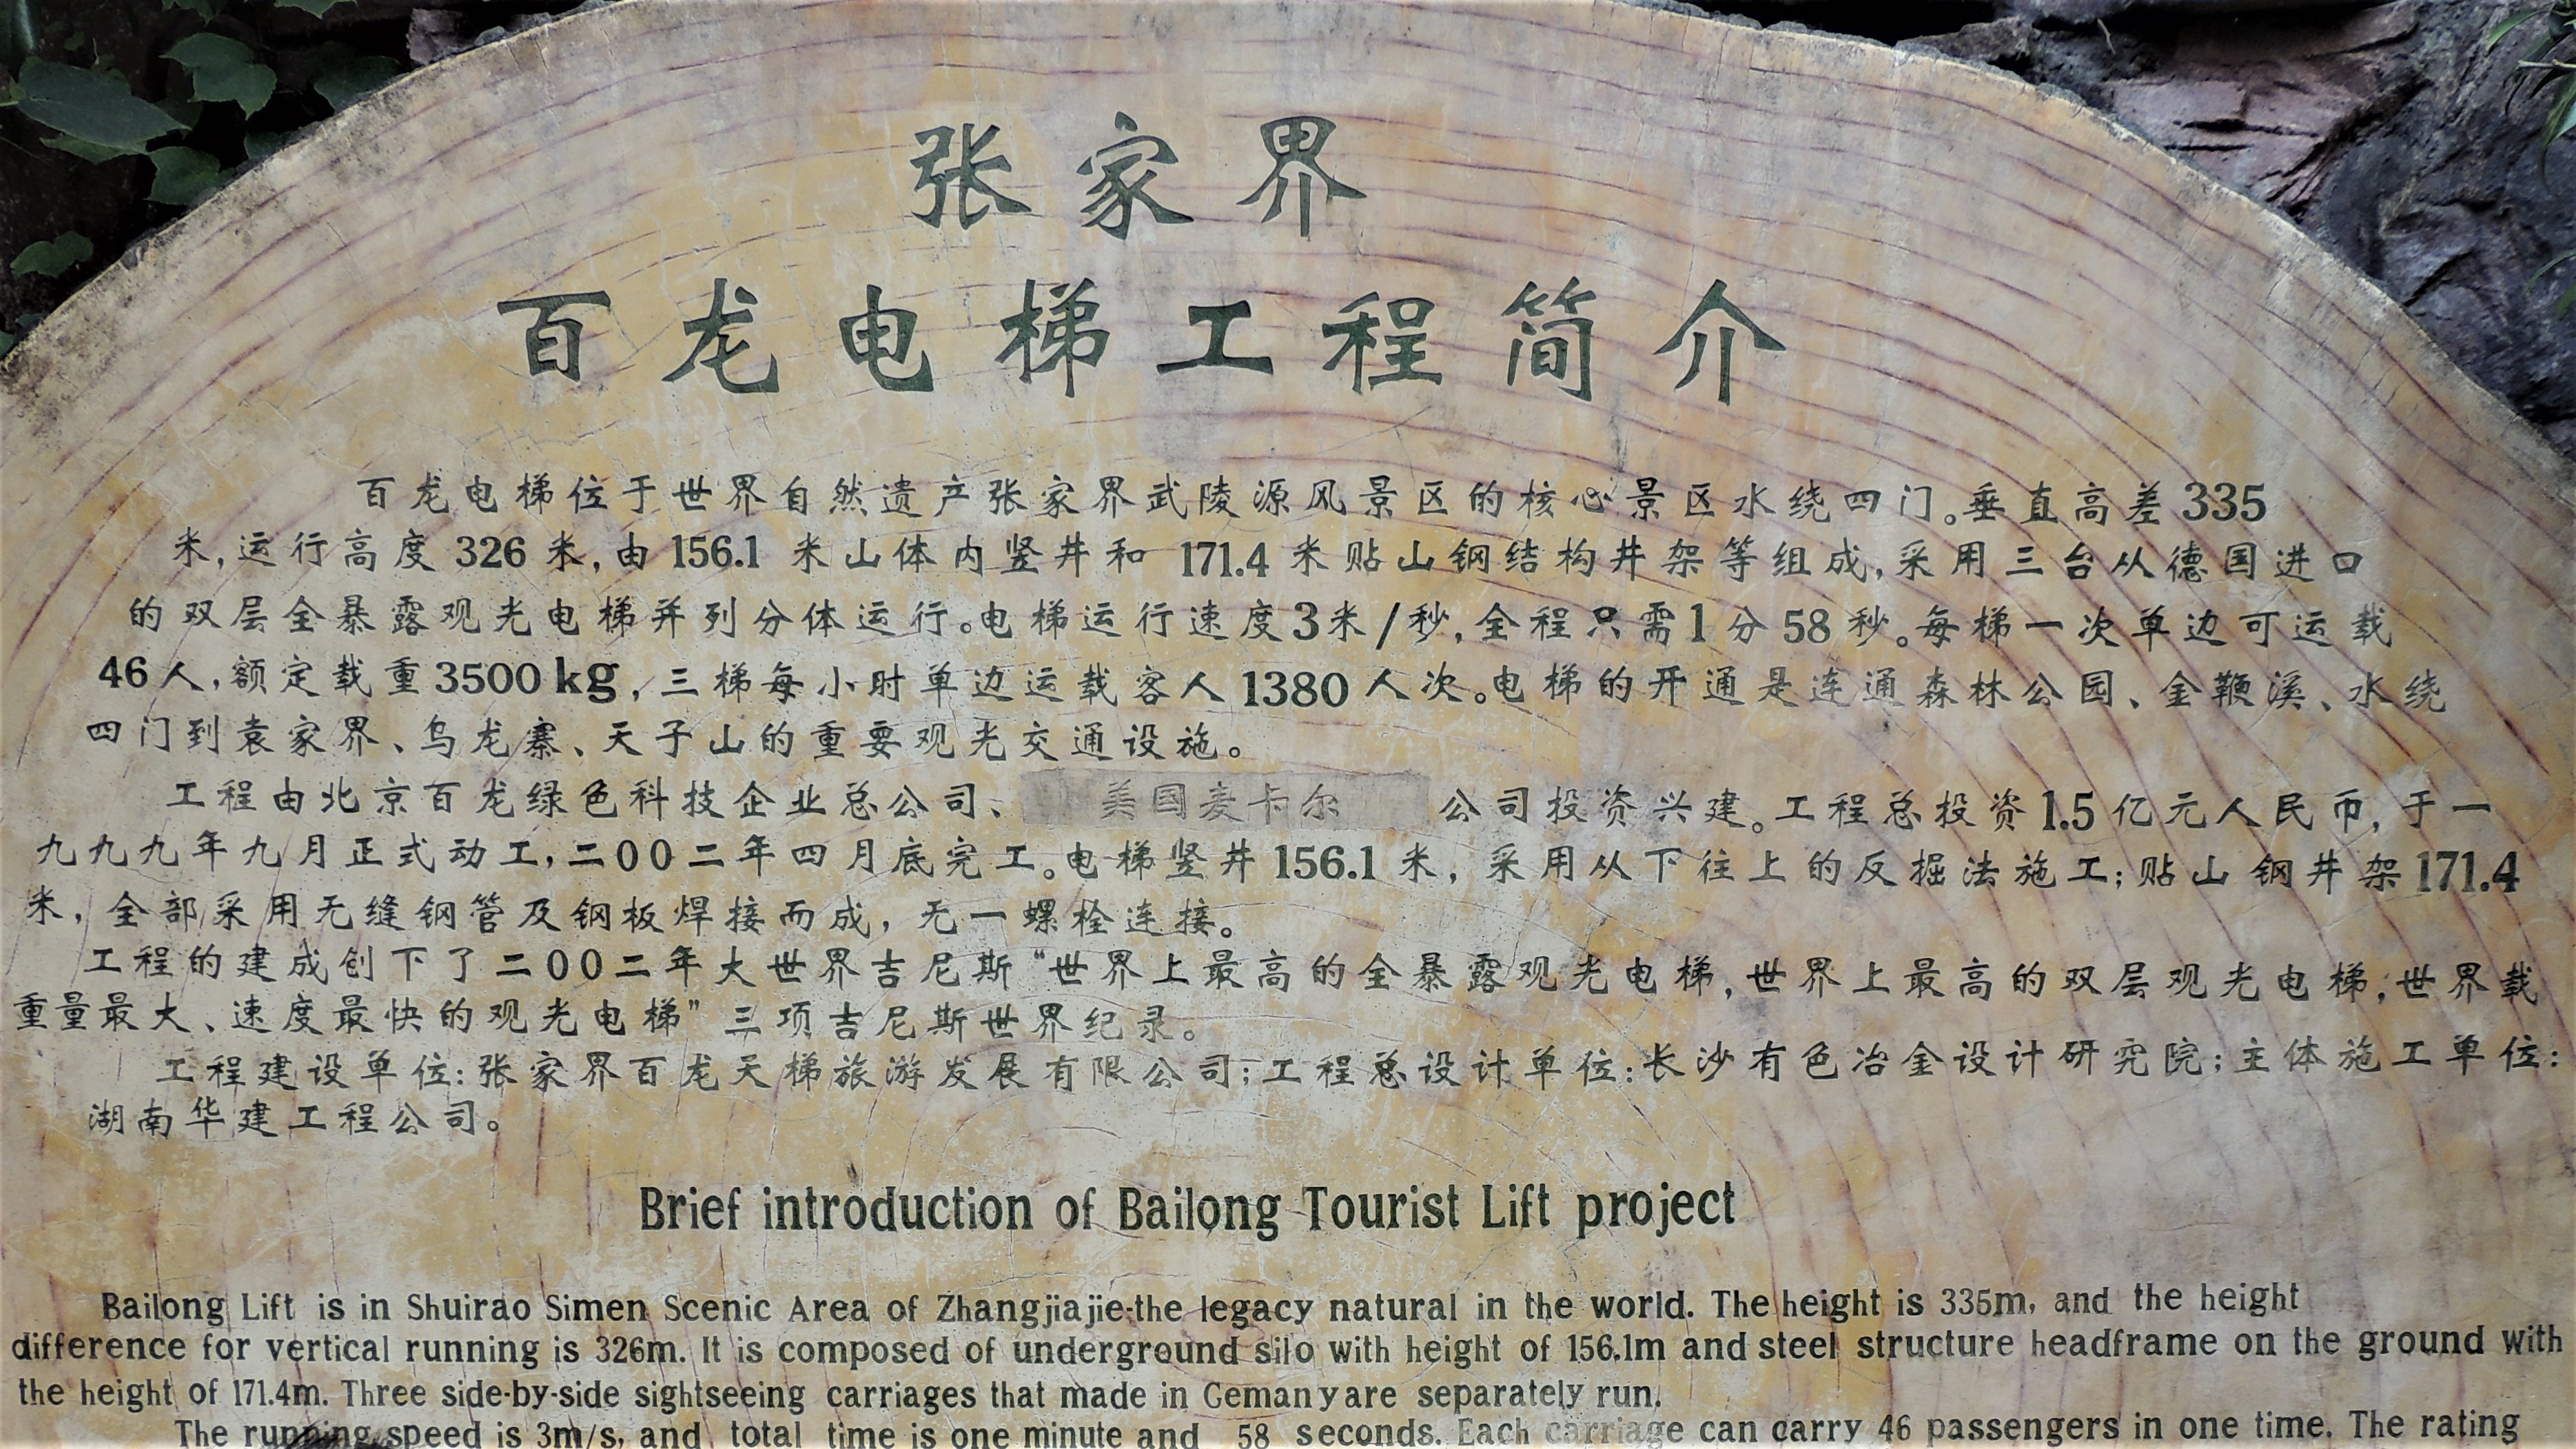 张家界
百龙电梯工程简介
百龙电梯位于世界自然遗产张家界武陵源风景区的核心景区水绕四门。垂直高差335
米,运行高度326米,由156.1米山体内竖井和171.4米贴山钢结构井架等组成,采用三台从德国进口
的双层全暴露观光电梯并列分体运行。电梯运行速度3米/秒,全程只需1分58秒。每梯一次单边可运载
46人,额定载重3500kg,三梯每小时单边运载客人1380人次。电梯的开通是连通森林公园、金鞭溪、水绕
四门到袁家界、乌龙寨、天子山的重要观光交通设施。
工程由北京百龙绿色科技企业总公司、美国麦卡尔公司投资兴建。工程总投资1.5亿元人民币,于一
九九九年九月正式动工,二00二年四月底完工。电梯竖井156.1米,采用从下往上的反掘法施工;贴山钢井架171.4
米,全部采用无缝钢管及钢板焊接而成,无一螺栓连接。
工程的建成创下了二00二年大世界吉尼斯“世界上最高的全暴露观光电梯,世界上最高的双层观光电梯,世界载
重量最大、速度最快的观光电梯”三项吉尼斯世界纪录。
工程建设单位:张家界百龙天梯旅游发展有限公司;工程总设计单位:长沙有色冶金设计研究院;主体施工单位:
湖南华建工程公司。
Brief introduction of Bailong Tourist Lift project
Bailong Lift is in Shuirao Simen Scenic Area of Zhangjiajie-the legacy natural in the world. The height is 335m, and the height
difference for vertical running is 326m. It is composed of underground silo with height of 156.1m and steel structure headframe on the ground with
the height of 171.4m. Three side-by-side sightseeing carriages that made in Gemany are separately run.
The running speed is 3m/s, and total time is one minute and 58 seconds. Each carriage can carry 46 passengers in one time. The rating